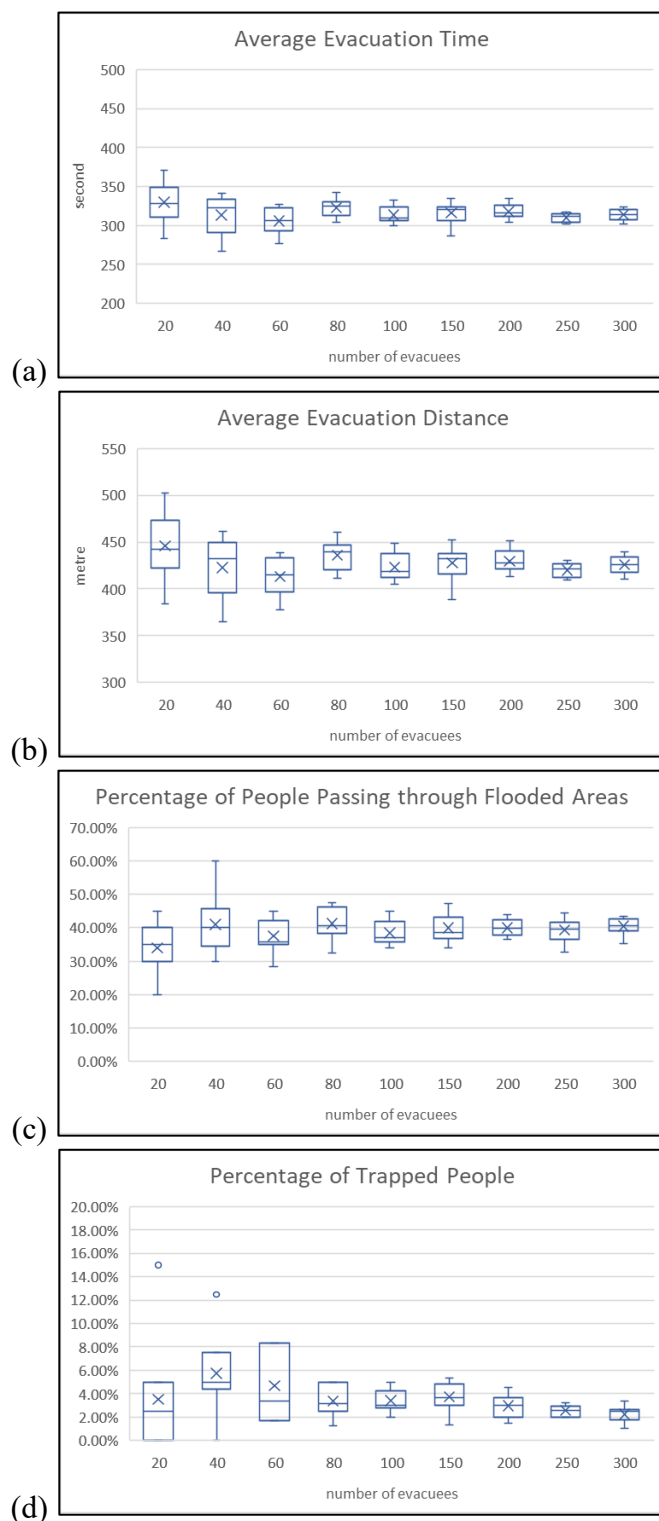 Average Evacuation Time
500
450
400
350
300
250
200
second
20 40 60 80 100 150 200 250 300
number of evacuees
(a)
Average Evacuation Distance
550
500
450
400
350
300
metre
20 40 60 80 100 150 200 250 300
number of evacuees
(b)
Percentage of People Passing through Flooded Areas
70.00%
60.00%
50.00%
40.00%
30.00%
20.00%
10.00%
0.00%
20 40 60 80 100 150 200 250 300
number of evacuees
(c)
Percentage of Trapped People
20.00%
18.00%
16.00%
14.00%
12.00%
10.00%
8.00%
6.00%
4.00%
2.00%
0.00%
20 40 60 80 100 150 200 250 300
number of evacuees
(d)